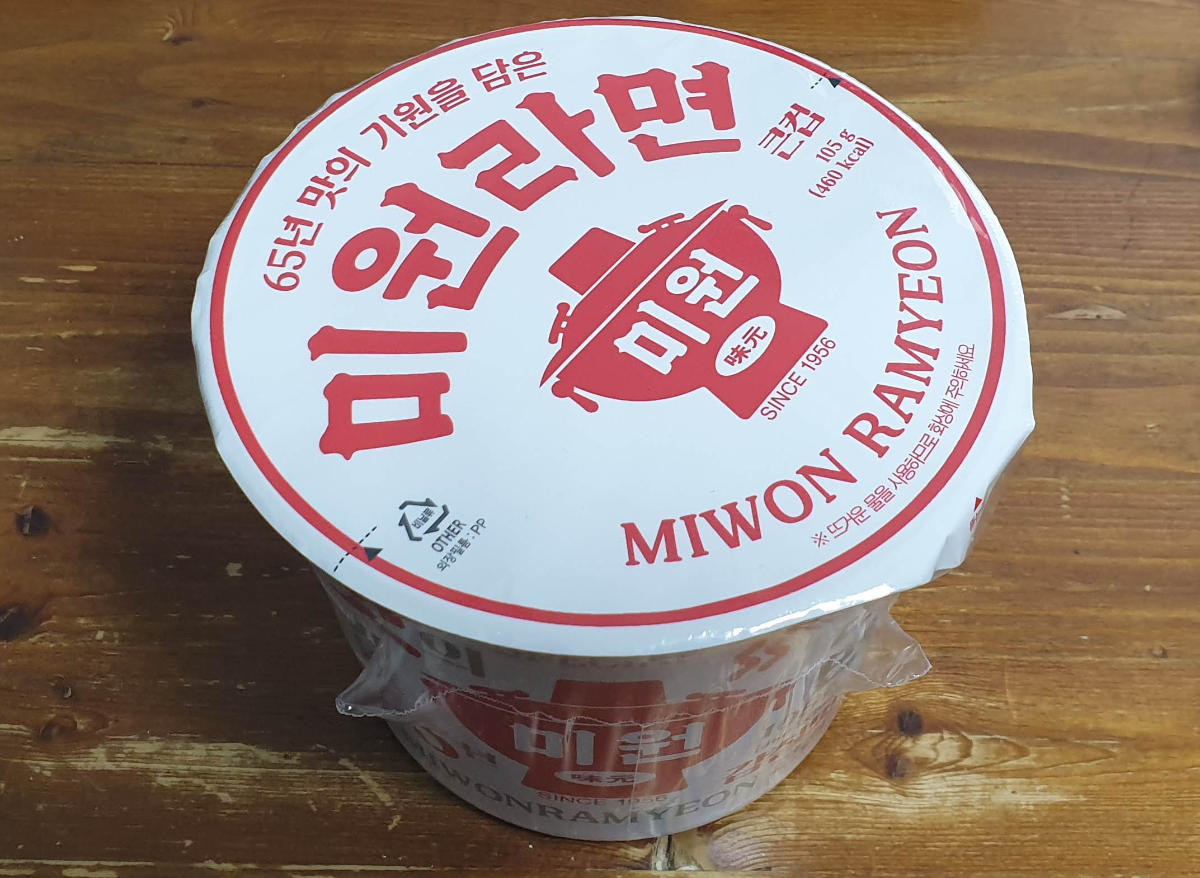 65년 맛의 기원을 담은
미원라면
큰컵
105 g
(460 kcal)
미원
味元
SINCE 1956
MIWON RAMYEON
※ 뜨거운 물을 사용하므로 화상에 주의하세요
비닐류
OTHER
외장필름 : PP
미원
味元
SINCE 1956
MIWONRAMYEON